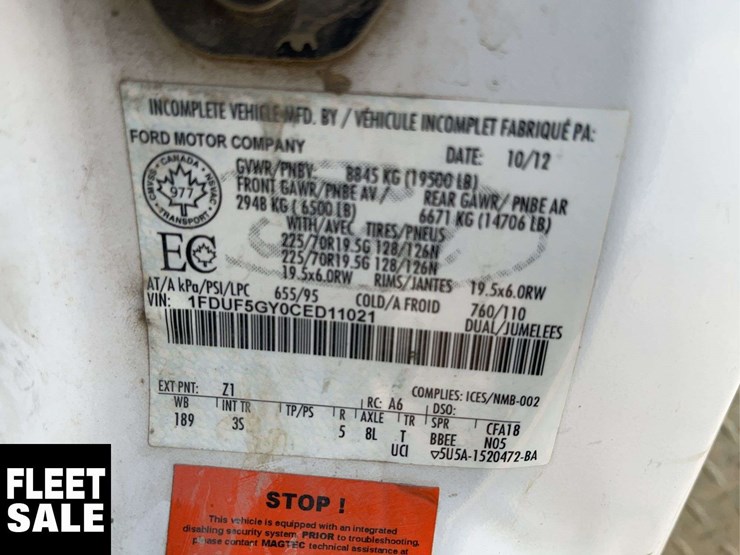 INCOMPLETE VEHICLE MFD. BY / VÉHICULE INCOMPLET FABRIQUÉ PA:
FORD MOTOR COMPANY
DATE: 10/12
GVWR/PNBV: 8845 KG (19500 LB)
FRONT GAWR/PNBE AV / REAR GAWR/ PNBE AR
2948 KG ( 6500 LB) 6671 KG (14706 LB)
WITH/AVEC TIRES/PNEUS
225/70R19.5G 128/126N
225/70R19.5G 128/126N
19.5x6.0RW RIMS/JANTES 19.5x6.0RW
AT/A kPa/PSI/LPC 655/95 COLD/A FROID 760/110
VIN: 1FDUF5GY0CED11021 DUAL/JUMELEES
CANADA
CMVSS NSVAC
977
TRANSPORT
EC
EXT PNT: Z1 RC: A6 COMPLIES: ICES/NMB-002
WB INT TR TP/PS R AXLE TR SPR DSO: CFA18
189 3S 5 8L T BBEE N05
UCI ▽5U5A-1520472-BA
STOP !
This vehicle is equipped with an integrated
disabling security system. PRIOR to troubleshooting,
please contact MAGTEC technical assistance at
FLEET
SALE